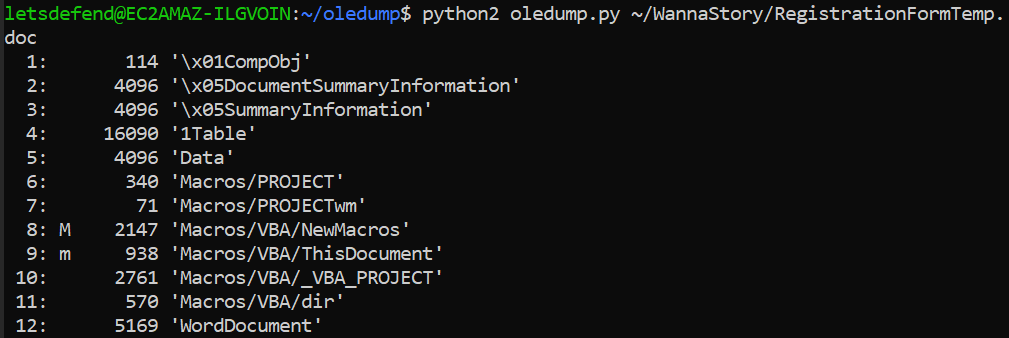 letsdefend@EC2AMAZ-ILGVOIN:~/oledump$ python2 oledump.py ~/WannaStory/RegistrationFormTemp.
doc
  1:       114 '\x01CompObj'
  2:      4096 '\x05DocumentSummaryInformation'
  3:      4096 '\x05SummaryInformation'
  4:     16090 '1Table'
  5:      4096 'Data'
  6:       340 'Macros/PROJECT'
  7:        71 'Macros/PROJECTwm'
  8: M    2147 'Macros/VBA/NewMacros'
  9: m     938 'Macros/VBA/ThisDocument'
 10:      2761 'Macros/VBA/_VBA_PROJECT'
 11:       570 'Macros/VBA/dir'
 12:      5169 'WordDocument'